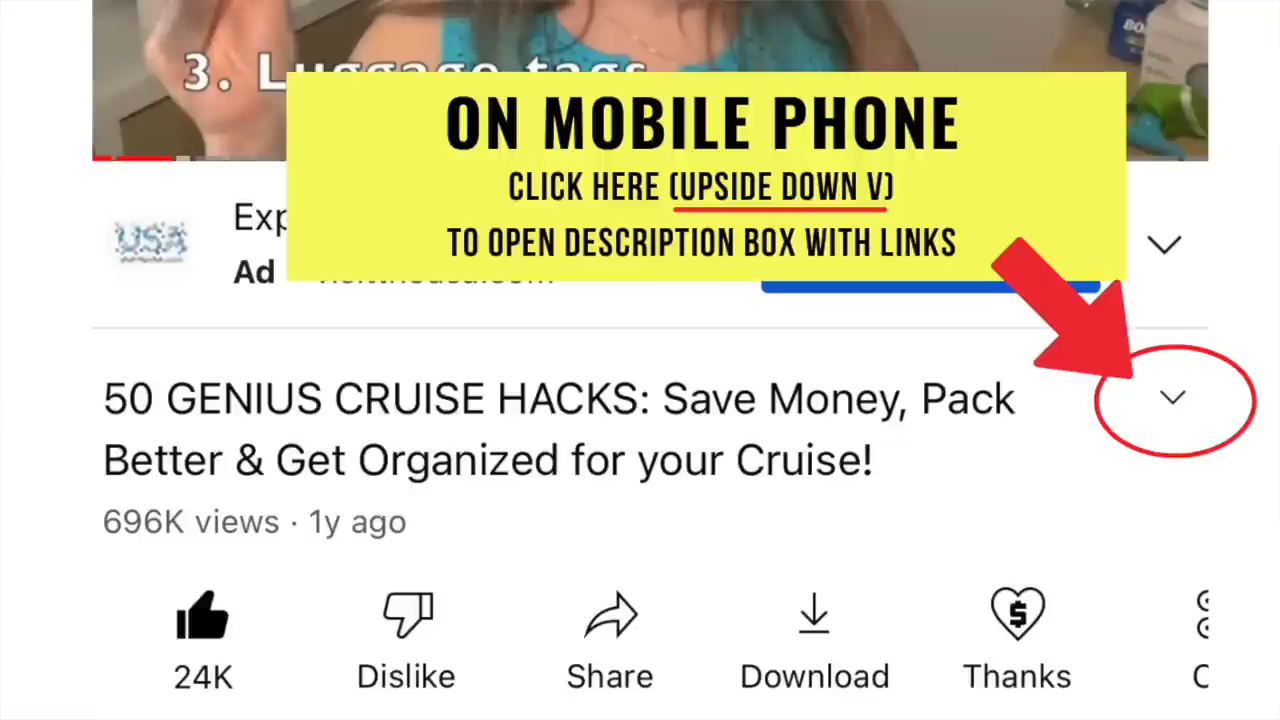 3. Luggage tags
ON MOBILE PHONE
CLICK HERE (UPSIDE DOWN V)
TO OPEN DESCRIPTION BOX WITH LINKS
USA
Exp
Ad
50 GENIUS CRUISE HACKS: Save Money, Pack
Better & Get Organized for your Cruise!
696K views · 1y ago
24K
Dislike
Share
Download
Thanks
C